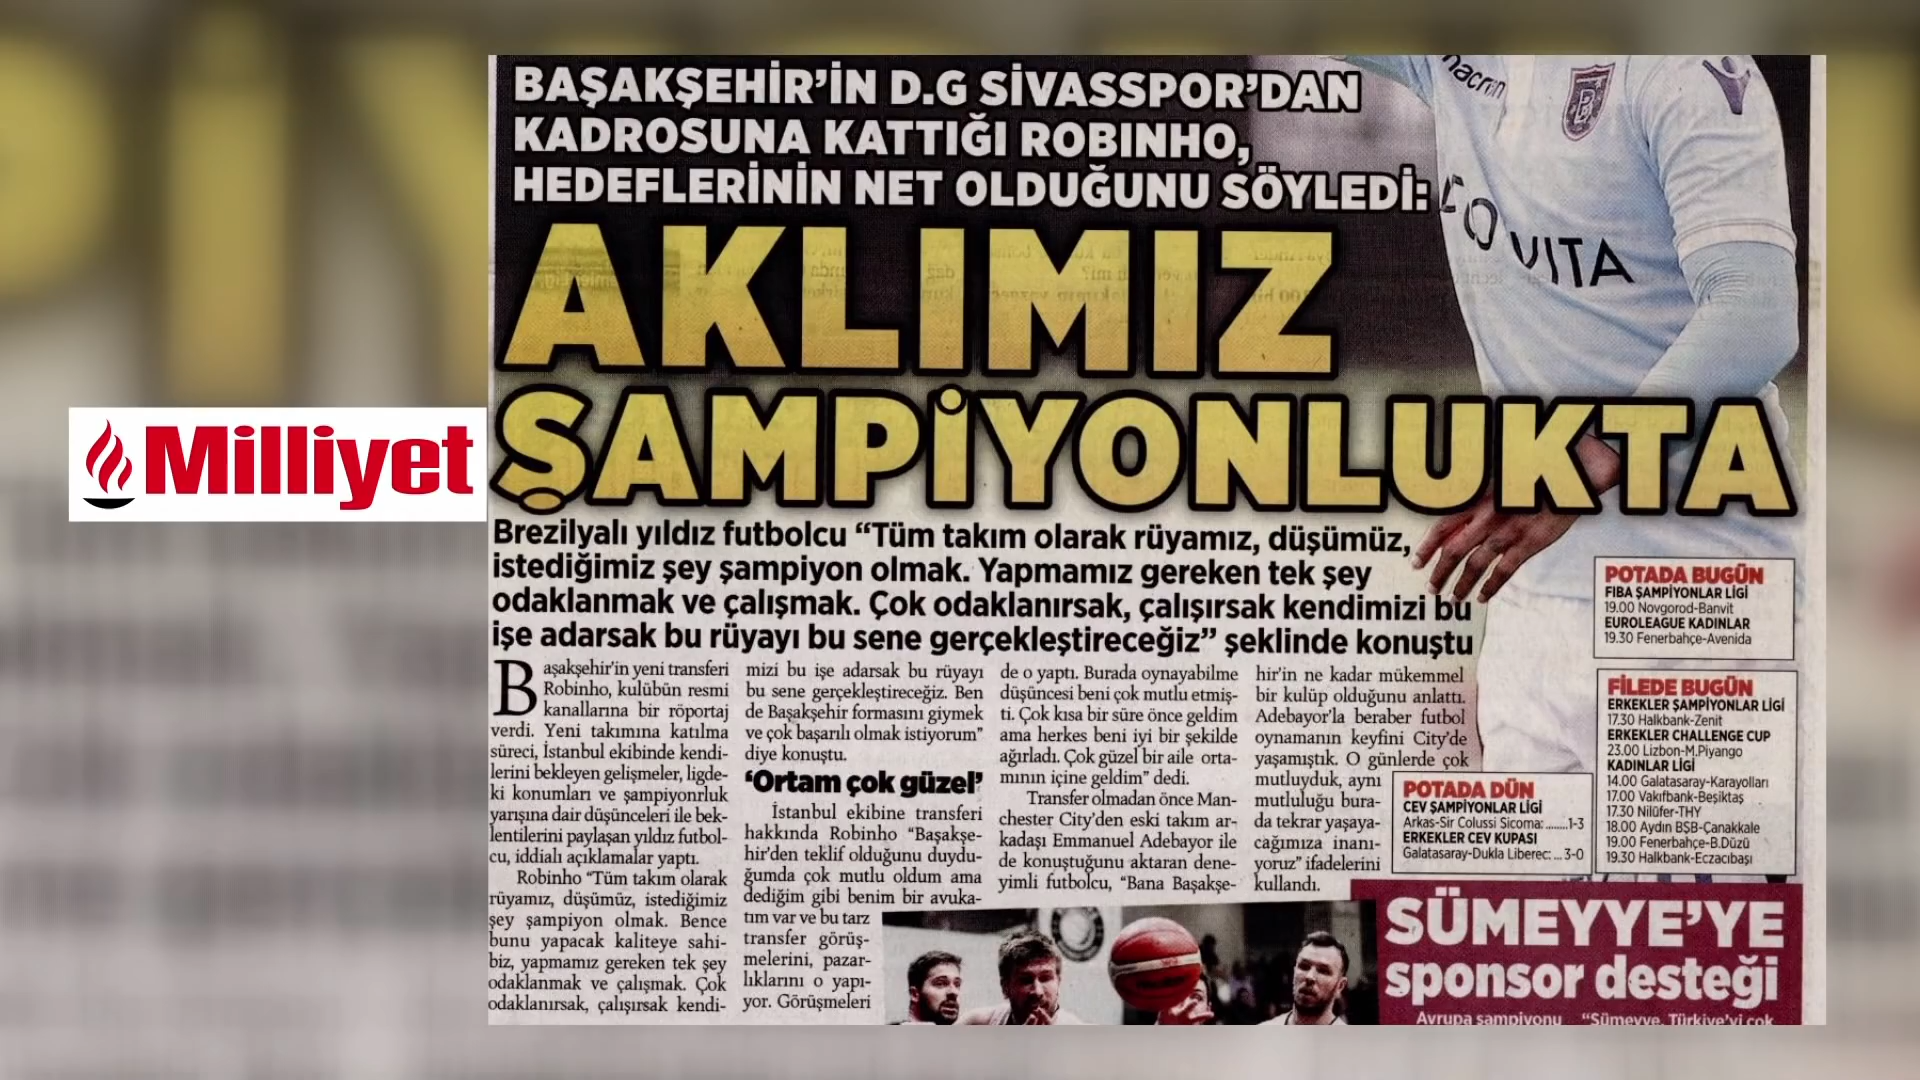 Milliyet
BAŞAKŞEHİR’İN D.G SİVASSPOR’DAN
KADROSUNA KATTIĞI ROBINHO,
HEDEFLERİNİN NET OLDUĞUNU SÖYLEDİ:
AKLIMIZ
ŞAMPİYONLUKTA
macron
VITA
Brezilyalı yıldız futbolcu “Tüm takım olarak rüyamız, düşümüz,
istediğimiz şey şampiyon olmak. Yapmamız gereken tek şey
odaklanmak ve çalışmak. Çok odaklanırsak, çalışırsak kendimizi bu
işe adarsak bu rüyayı bu sene gerçekleştireceğiz” şeklinde konuştu
Başakşehir’in yeni transferi
Robinho, kulübün resmi
kanallarına bir röportaj
verdi. Yeni takımına katılma
süreci, İstanbul ekibinde kendi-
lerini bekleyen gelişmeler, ligde-
ki konumları ve şampiyonrluk
yarışına dair düşünceleri ile bek-
lentilerini paylaşan yıldız futbol-
cu, iddialı açıklamalar yaptı.
Robinho “Tüm takım olarak
rüyamız, düşümüz, istediğimiz
şey şampiyon olmak. Bence
bunu yapacak kaliteye sahi-
biz, yapmamız gereken tek şey
odaklanmak ve çalışmak. Çok
odaklanırsak, çalışırsak kendi-
mizi bu işe adarsak bu rüyayı
bu sene gerçekleştireceğiz. Ben
de Başakşehir formasını giymek
ve çok başarılı olmak istiyorum”
diye konuştu.
‘Ortam çok güzel’
İstanbul ekibine transferi
hakkında Robinho “Başakşe-
hir’den teklif olduğunu duydu-
ğumda çok mutlu oldum ama
dediğim gibi benim bir avuka-
tım var ve bu tarz
transfer görüş-
melerini, pazar-
lıklarını o yapı-
yor. Görüşmeleri
de o yaptı. Burada oynayabilme
düşüncesi beni çok mutlu etmiş-
ti. Çok kısa bir süre önce geldim
ama herkes beni iyi bir şekilde
ağırladı. Çok güzel bir aile orta-
mının içine geldim” dedi.
Transfer olmadan önce Man-
chester City’den eski takım ar-
kadaşı Emmanuel Adebayor ile
de konuştuğunu aktaran dene-
yimli futbolcu, “Bana Başakşe-
hir’in ne kadar mükemmel
bir kulüp olduğunu anlattı.
Adebayor’la beraber futbol
oynamanın keyfini City’de
yaşamıştık. O günlerde çok
mutluyduk, aynı
mutluluğu bura-
da tekrar yaşaya-
cağımıza inanı-
yoruz” ifadelerini
kullandı.
POTADA BUGÜN
FIBA ŞAMPİYONLAR LİGİ
19.00 Novgorod-Banvit
EUROLEAGUE KADINLAR
19.30 Fenerbahçe-Avenida
FİLEDE BUGÜN
ERKEKLER ŞAMPİYONLAR LİGİ
17.30 Halkbank-Zenit
ERKEKLER CHALLENGE CUP
23.00 Lizbon-M.Piyango
KADINLAR LİGİ
14.00 Galatasaray-Karayolları
17.00 Vakıfbank-Beşiktaş
17.30 Nilüfer-THY
18.00 Aydın BŞB-Çanakkale
19.00 Fenerbahçe-B.Düzü
19.30 Halkbank-Eczacıbaşı
POTADA DÜN
CEV ŞAMPİYONLAR LİGİ
Arkas-Sir Colussi Sicoma: ........1-3
ERKEKLER CEV KUPASI
Galatasaray-Dukla Liberec: ... 3-0
SÜMEYYE’YE
sponsor desteği
Avrupa şampiyonu “Sümeyye, Türkiye’yi çok